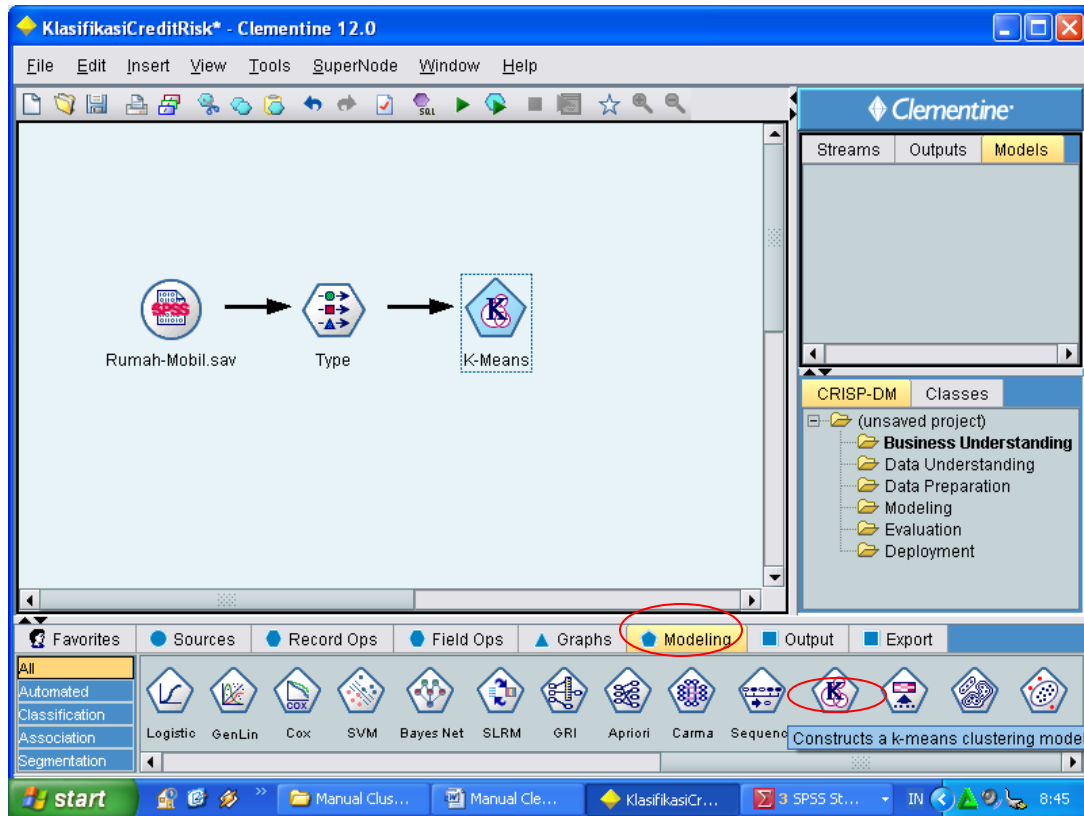 KlasifikasiCreditRisk* - Clementine 12.0
File Edit Insert View Tools SuperNode Window Help
SQL
Clementine
Streams Outputs Models
SPSS
K
Rumah-Mobil.sav Type K-Means
CRISP-DM Classes
(unsaved project)
Business Understanding
Data Understanding
Data Preparation
Modeling
Evaluation
Deployment
Favorites Sources Record Ops Field Ops Graphs Modeling Output Export
All
Automated
Classification
Association
Segmentation
COX
K
Logistic GenLin Cox SVM Bayes Net SLRM GRI Apriori Carma Sequenc
Constructs a k-means clustering mode
start » Manual Clus... Manual Cle... KlasifikasiCr... 3 SPSS St... IN 8:45